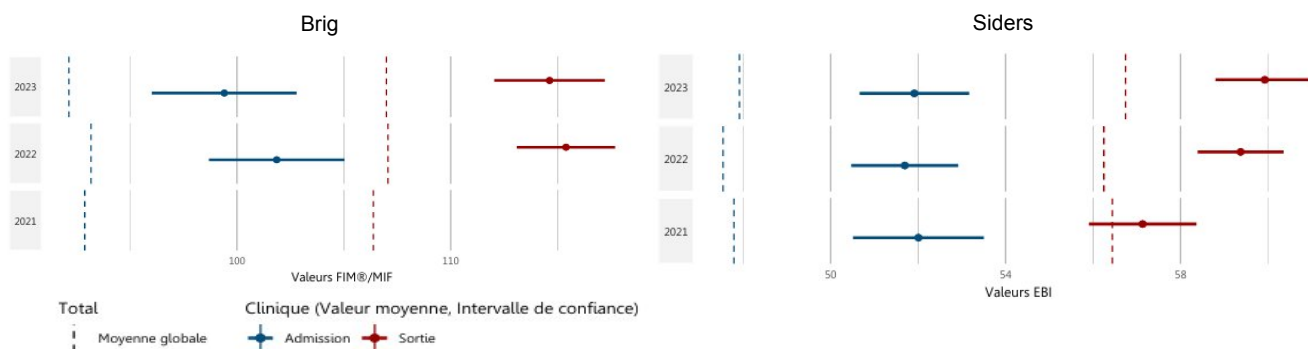 Brig
Siders
2023
2022
2021
100
110
Valeurs FIM®/MIF
2023
2022
2021
50
54
58
Valeurs EBI
Total
Clinique (Valeur moyenne, Intervalle de confiance)
Moyenne globale
Admission
Sortie